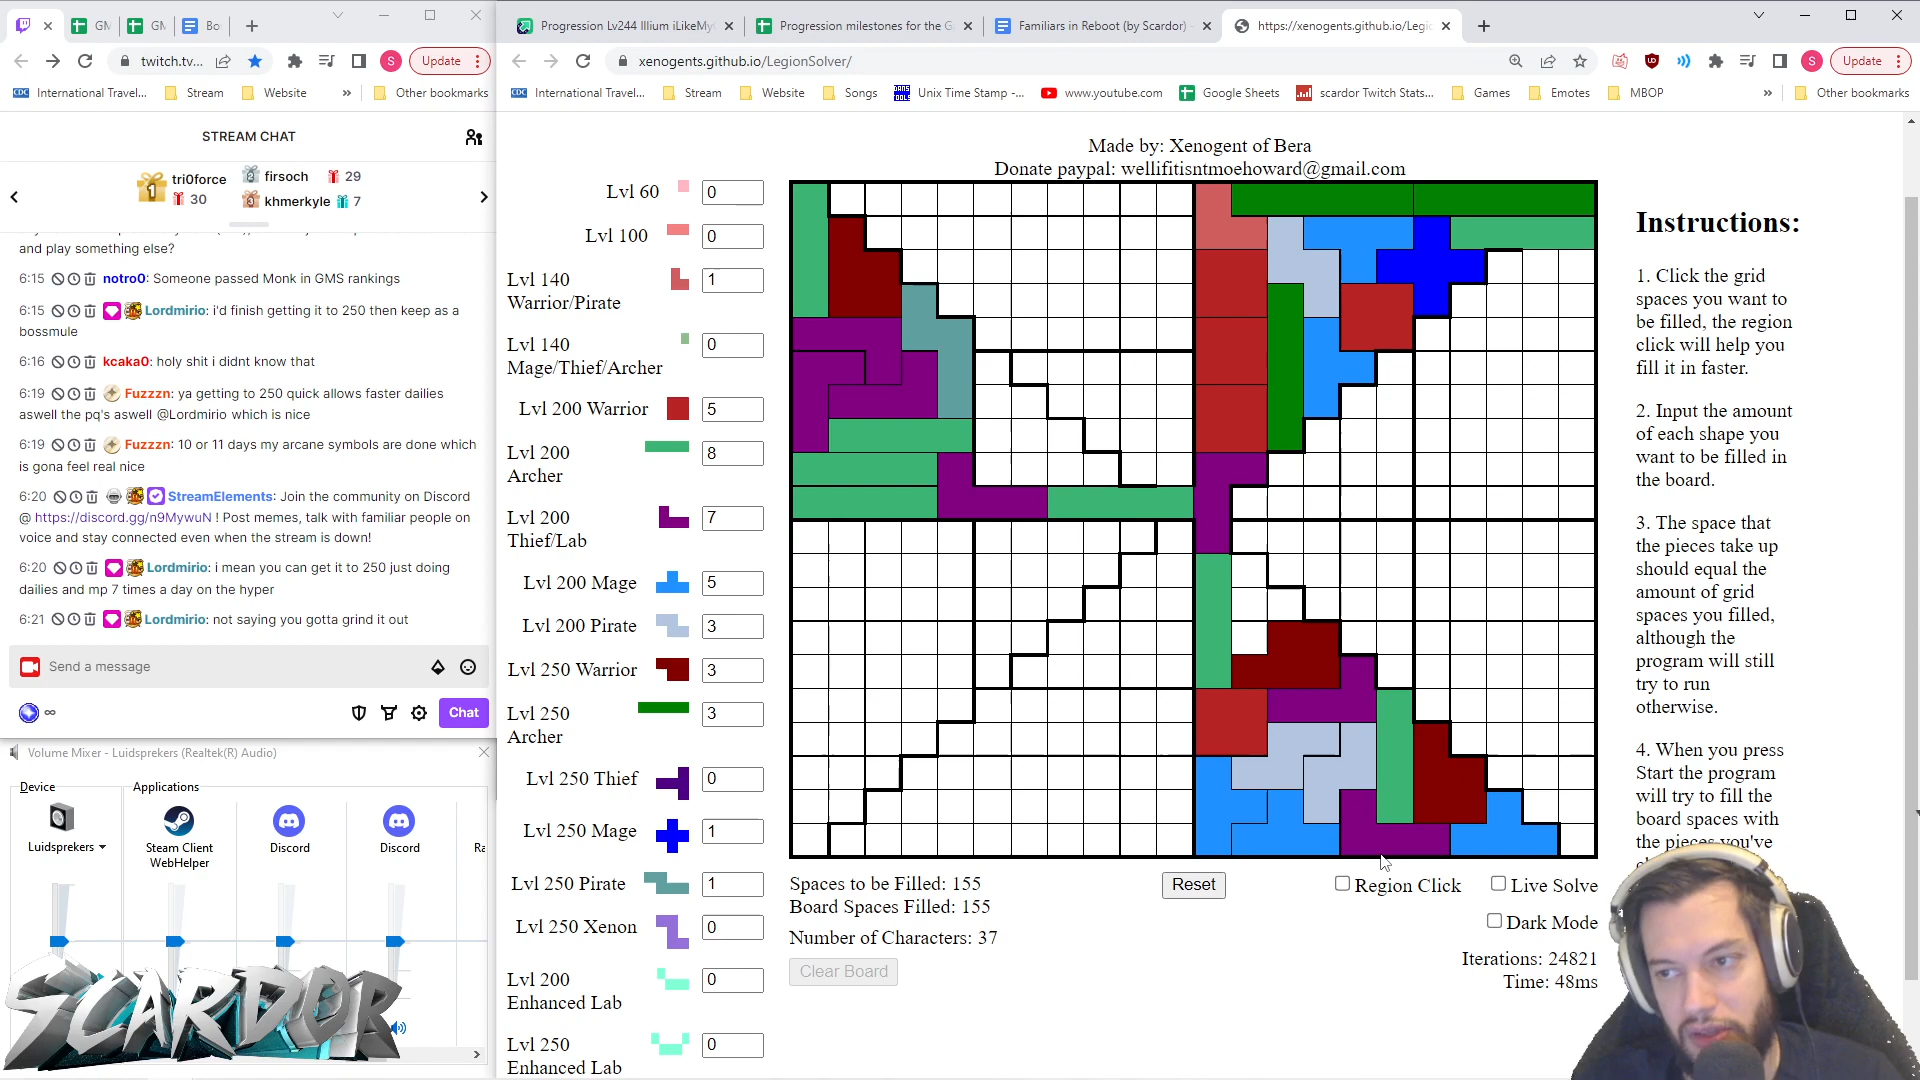 GM
GM
Bo
twitch.tv...
S
Update
International Travel...
Stream
Website
»
Other bookmarks
STREAM CHAT
1
tri0force
30
2
firsoch
29
3
khmerkyle
7
and play something else?
6:15 notro0: Someone passed Monk in GMS rankings
6:15 Lordmirio: i'd finish getting it to 250 then keep as a
bossmule
6:16 kcaka0: holy shit i didnt know that
6:19 Fuzzzn: ya getting to 250 quick allows faster dailies
aswell the pq's aswell @Lordmirio which is nice
6:19 Fuzzzn: 10 or 11 days my arcane symbols are done which
is gona feel real nice
6:20 StreamElements: Join the community on Discord
@ https://discord.gg/n9MywuN ! Post memes, talk with familiar people on
voice and stay connected even when the stream is down!
6:20 Lordmirio: i mean you can get it to 250 just doing
dailies and mp 7 times a day on the hyper
6:21 Lordmirio: not saying you gotta grind it out
Send a message
∞
Chat
Volume Mixer - Luidsprekers (Realtek(R) Audio)
Device
Applications
Luidsprekers
Steam Client
WebHelper
Discord
Discord
Ra
SCARDOR
Progression Lv244 Illium iLikeMy
Progression milestones for the G
Familiars in Reboot (by Scardor) -
https://xenogents.github.io/Legio
xenogents.github.io/LegionSolver/
S
Update
International Travel...
Stream
Website
Songs
Unix Time Stamp -...
www.youtube.com
Google Sheets
scardor Twitch Stats...
Games
Emotes
MBOP
»
Other bookmarks
Made by: Xenogent of Bera
Donate paypal: wellifitisntmoehoward@gmail.com
Lvl 60 0
Lvl 100 0
Lvl 140
Warrior/Pirate
1
Lvl 140
Mage/Thief/Archer
0
Lvl 200 Warrior 5
Lvl 200
Archer
8
Lvl 200
Thief/Lab
7
Lvl 200 Mage 5
Lvl 200 Pirate 3
Lvl 250 Warrior 3
Lvl 250
Archer
3
Lvl 250 Thief 0
Lvl 250 Mage 1
Lvl 250 Pirate 1
Lvl 250 Xenon 0
Lvl 200
Enhanced Lab
0
Lvl 250
Enhanced Lab
0
Spaces to be Filled: 155
Board Spaces Filled: 155
Number of Characters: 37
Clear Board
Reset
Region Click
Live Solve
Dark Mode
Iterations: 24821
Time: 48ms
Instructions:
1. Click the grid
spaces you want to
be filled, the region
click will help you
fill it in faster.
2. Input the amount
of each shape you
want to be filled in
the board.
3. The space that
the pieces take up
should equal the
amount of grid
spaces you filled,
although the
program will still
try to run
otherwise.
4. When you press
Start the program
will try to fill the
board spaces with
the pieces you've